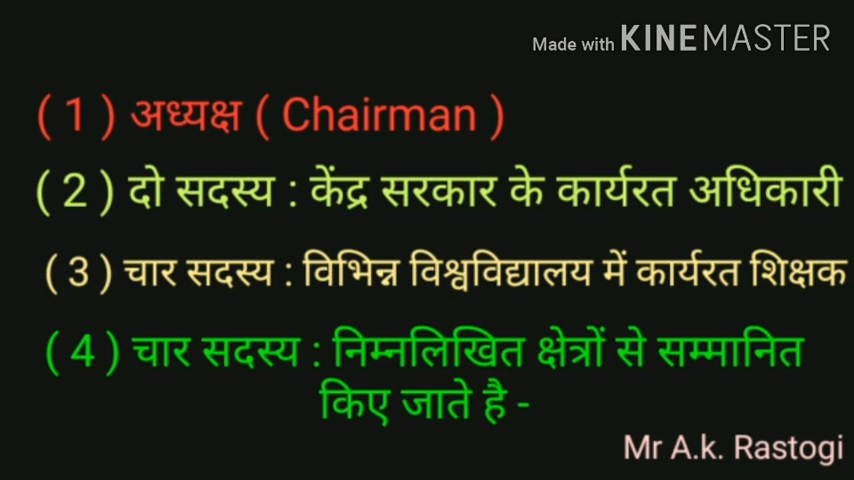 Made with KINEMASTER
( 1 ) अध्यक्ष ( Chairman )
( 2 ) दो सदस्य : केंद्र सरकार के कार्यरत अधिकारी
( 3 ) चार सदस्य : विभिन्न विश्वविद्यालय में कार्यरत शिक्षक
( 4 ) चार सदस्य : निम्नलिखित क्षेत्रों से सम्मानित
किए जाते है -
Mr A.k. Rastogi